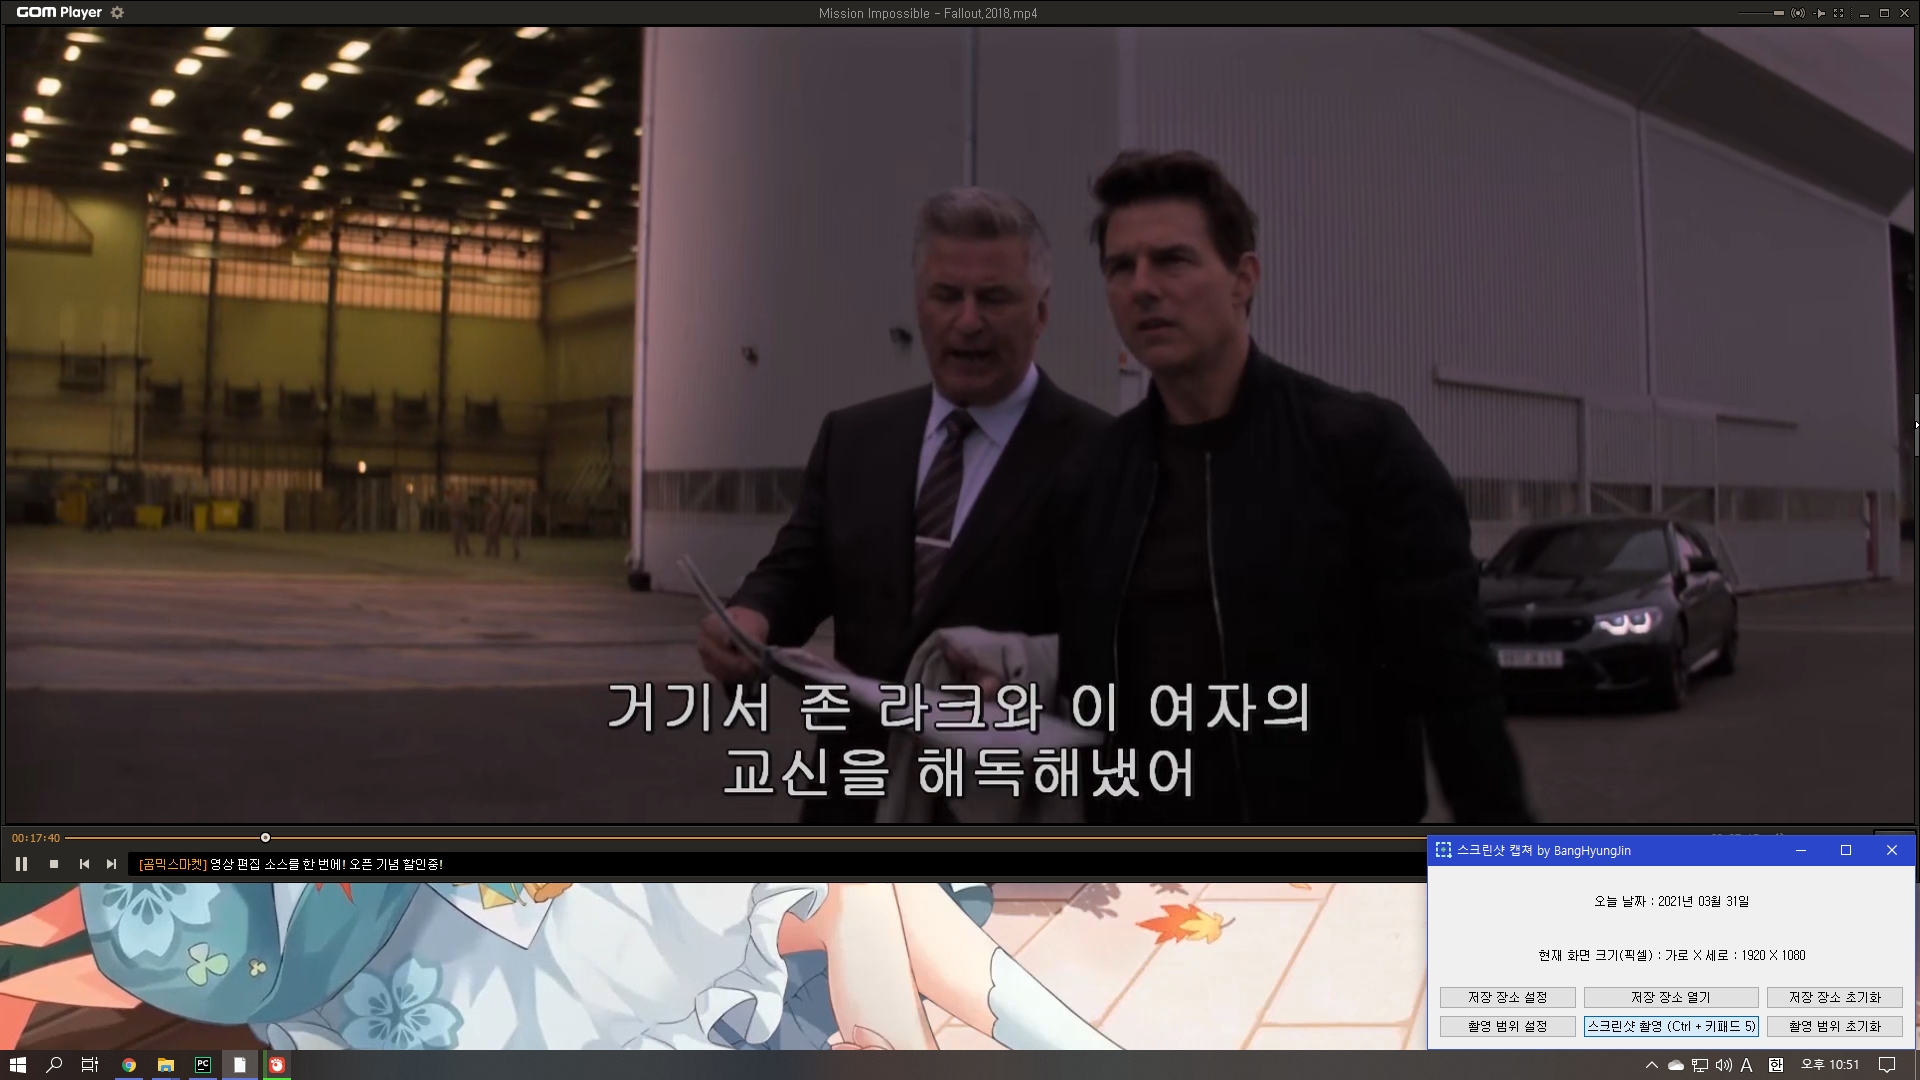 GOM Player
Mission Impossible - Fallout.2018.mp4
거기서 존 라크와 이 여자의
교신을 해독해냈어
00:17:40
[곰믹스마켓] 영상 편집 소스를 한 번에! 오픈 기념 할인중!
스크린샷 캡쳐 by BangHyungJin
오늘 날짜 : 2021년 03월 31일
현재 화면 크기(픽셀) : 가로 X 세로 : 1920 X 1080
저장 장소 설정
저장 장소 열기
저장 장소 초기화
촬영 범위 설정
스크린샷 촬영 (Ctrl + 키패드 5)
촬영 범위 초기화
PC
A
한
오후 10:51